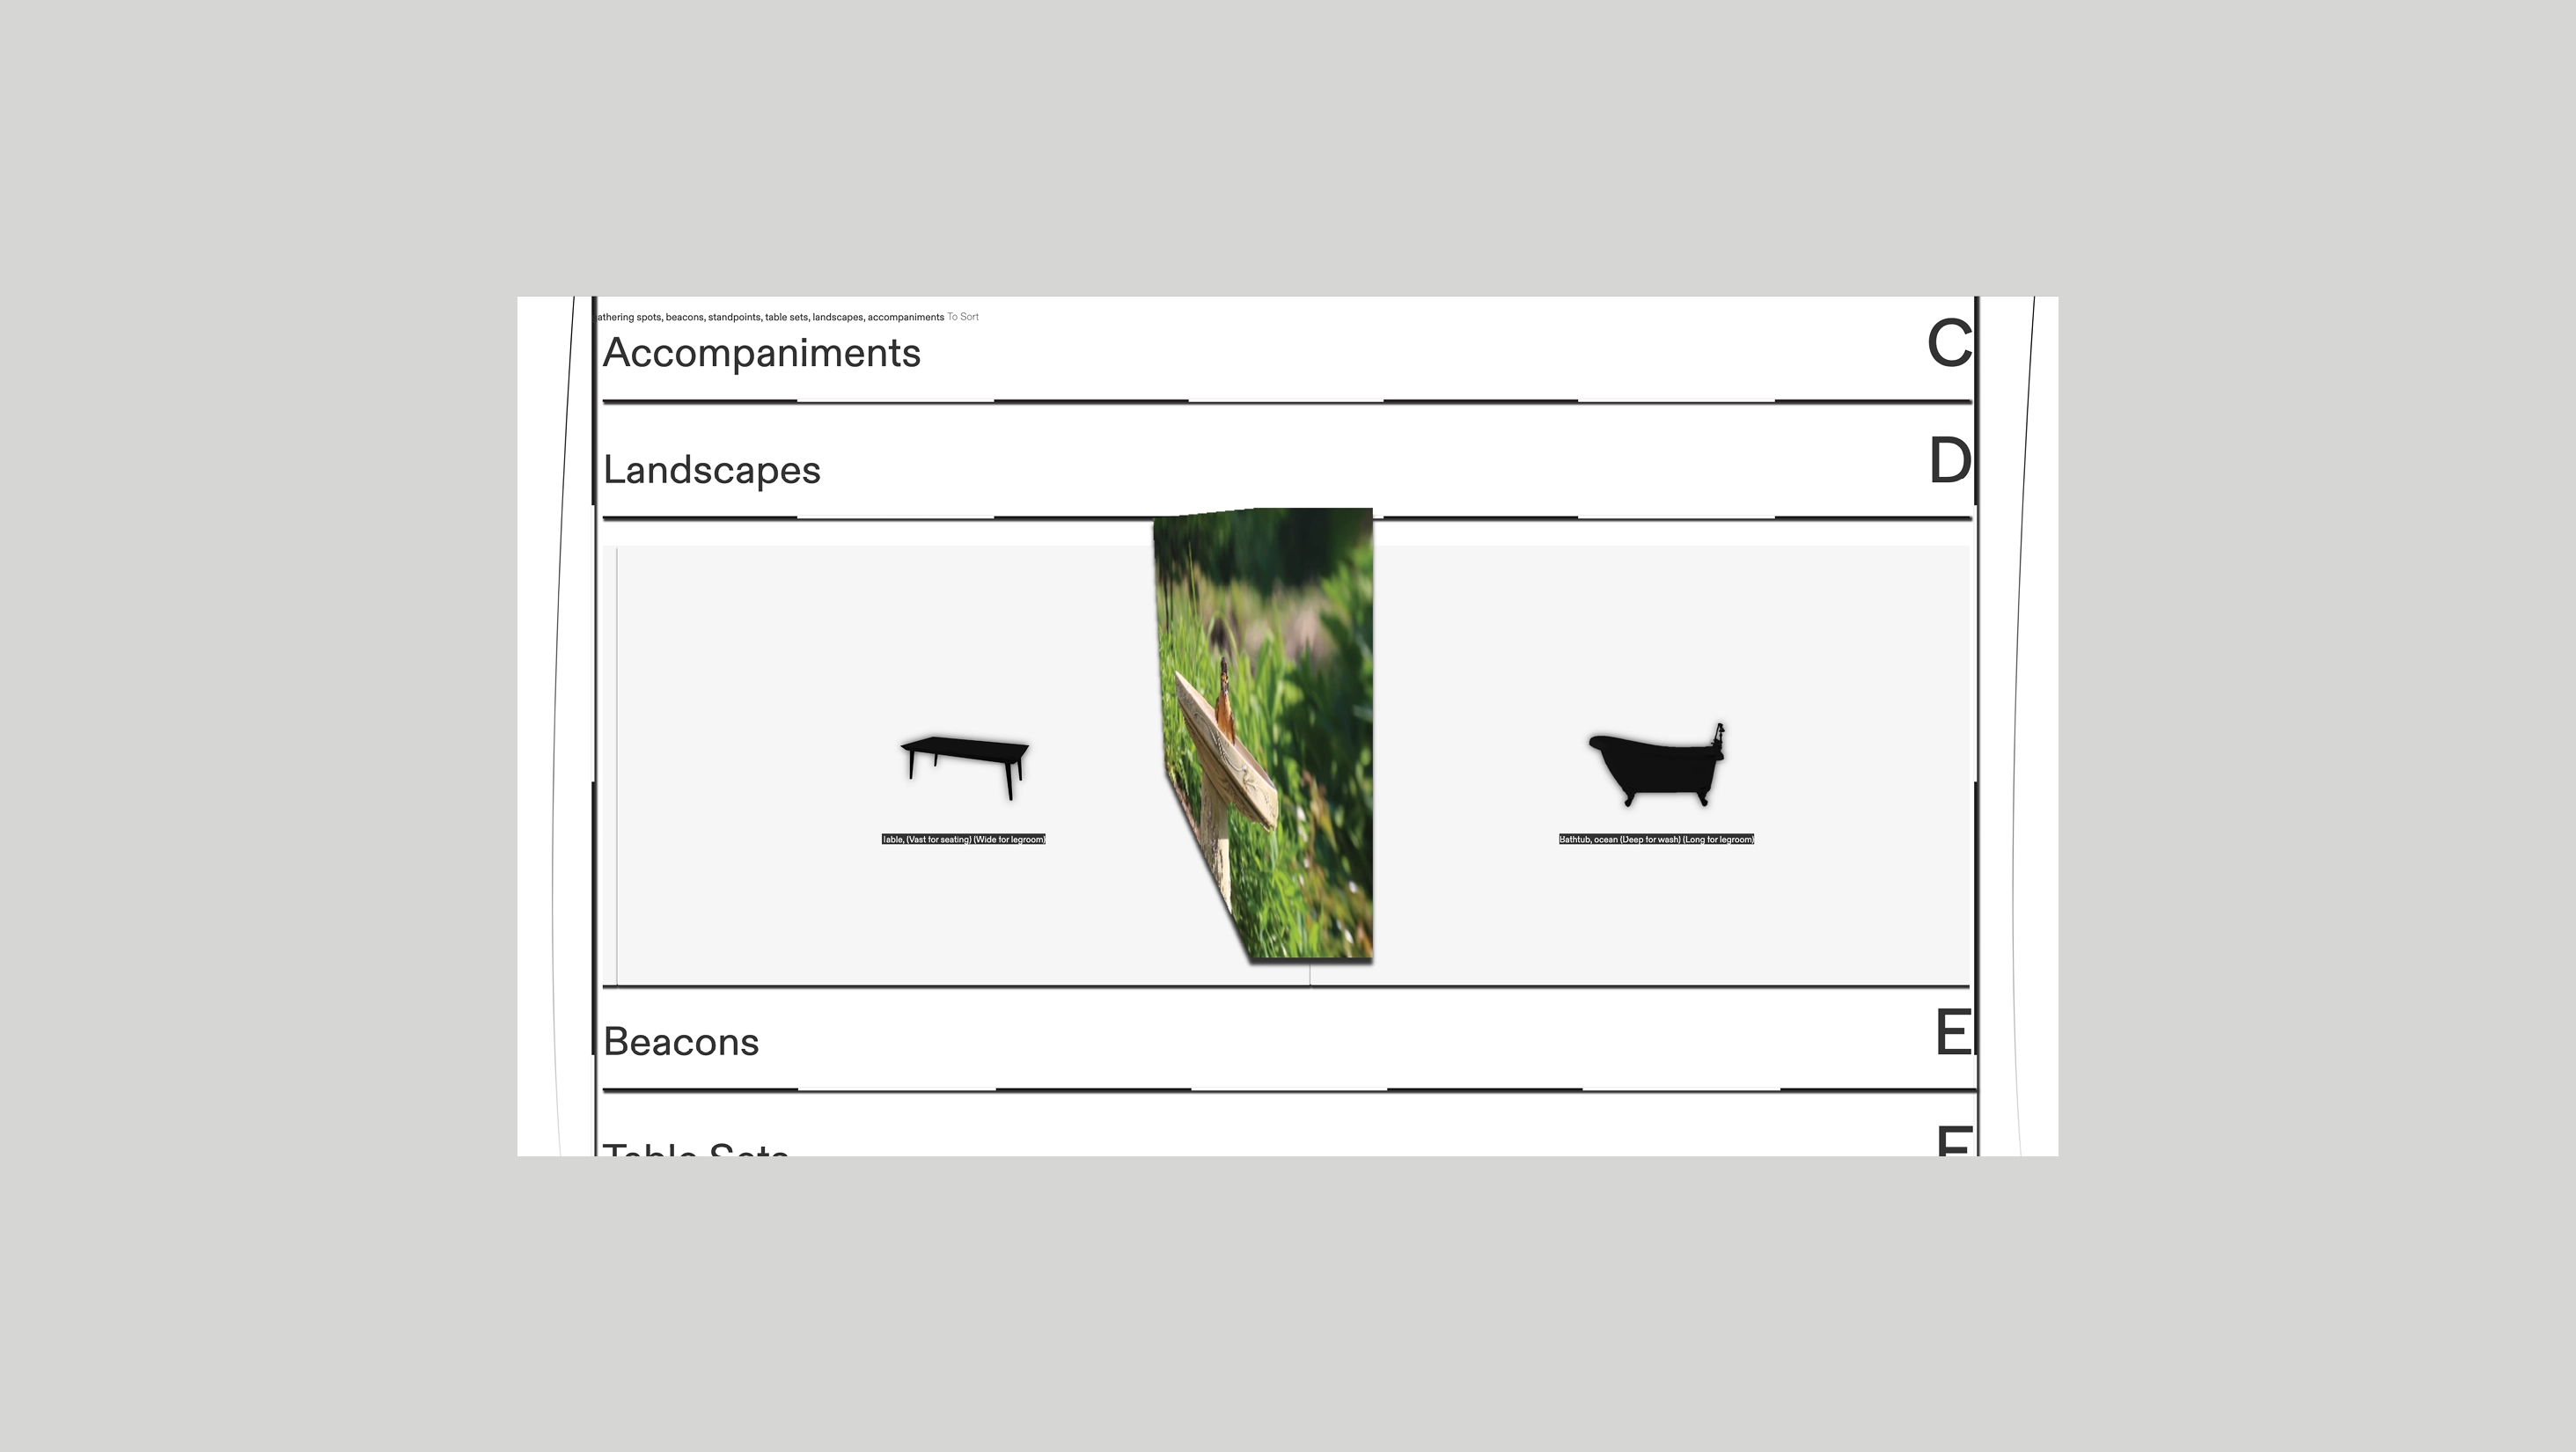 athering spots, beacons, standpoints, table sets, landscapes, accompaniments To Sort
Accompaniments C
Landscapes D
Table, (Vast for seating) (Wide for legroom)
Bathtub, ocean (Deep for wash) (Long for legroom)
Beacons E
Table Sets